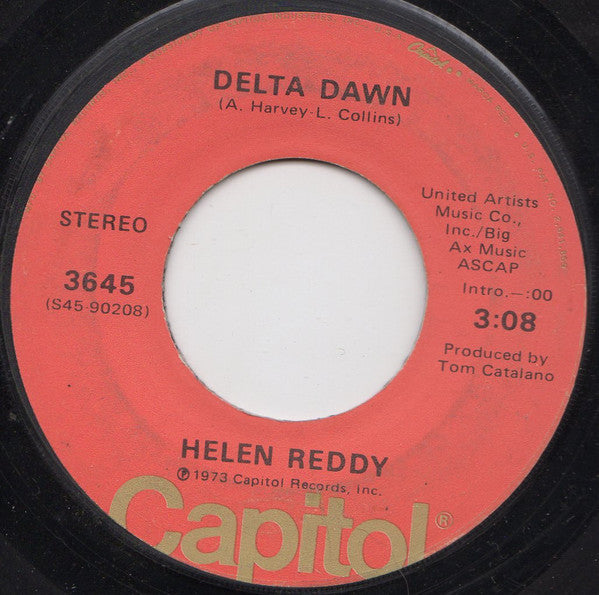 DELTA DAWN
(A. Harvey-L. Collins)
STEREO
3645
(S45-90208)
United Artists
Music Co.,
Inc./Big
Ax Music
ASCAP
Intro.—:00
3:08
Produced by
Tom Catalano
HELEN REDDY
℗1973 Capitol Records, Inc.
Capitol®